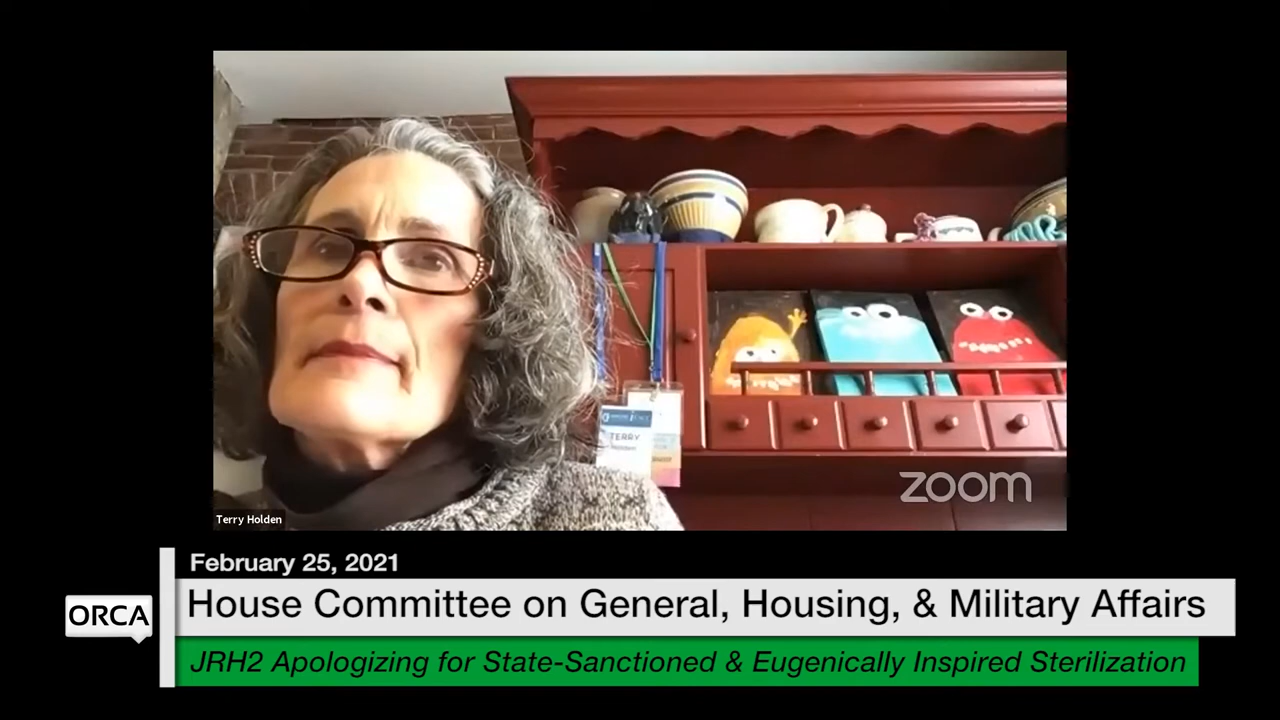 TERRY
zoom
Terry Holden
February 25, 2021
House Committee on General, Housing, & Military Affairs
ORCA
JRH2 Apologizing for State-Sanctioned & Eugenically Inspired Sterilization